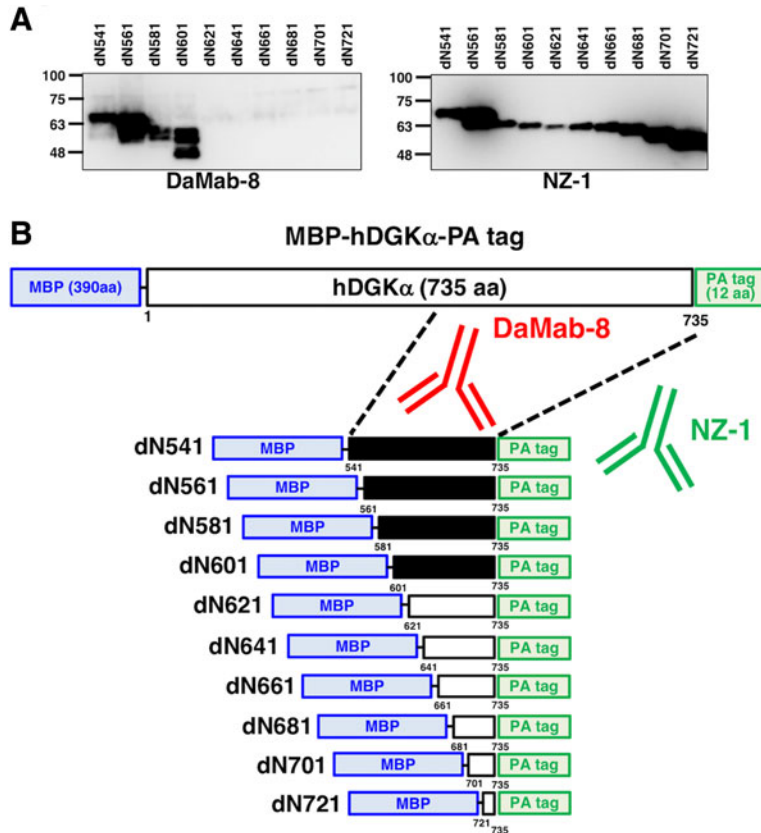 A
dN541 dN561 dN581 dN601 dN621 dN641 dN661 dN681 dN701 dN721
100
75
63
48
DaMab-8
dN541 dN561 dN581 dN601 dN621 dN641 dN661 dN681 dN701 dN721
100
75
63
48
NZ-1
B
MBP-hDGKα-PA tag
MBP (390aa) hDGKα (735 aa) PA tag
(12 aa)
1 735
DaMab-8
NZ-1
dN541 MBP PA tag
541 735
dN561 MBP PA tag
561 735
dN581 MBP PA tag
581 735
dN601 MBP PA tag
601 735
dN621 MBP PA tag
621 735
dN641 MBP PA tag
641 735
dN661 MBP PA tag
661 735
dN681 MBP PA tag
681 735
dN701 MBP PA tag
701 735
dN721 MBP PA tag
721 735